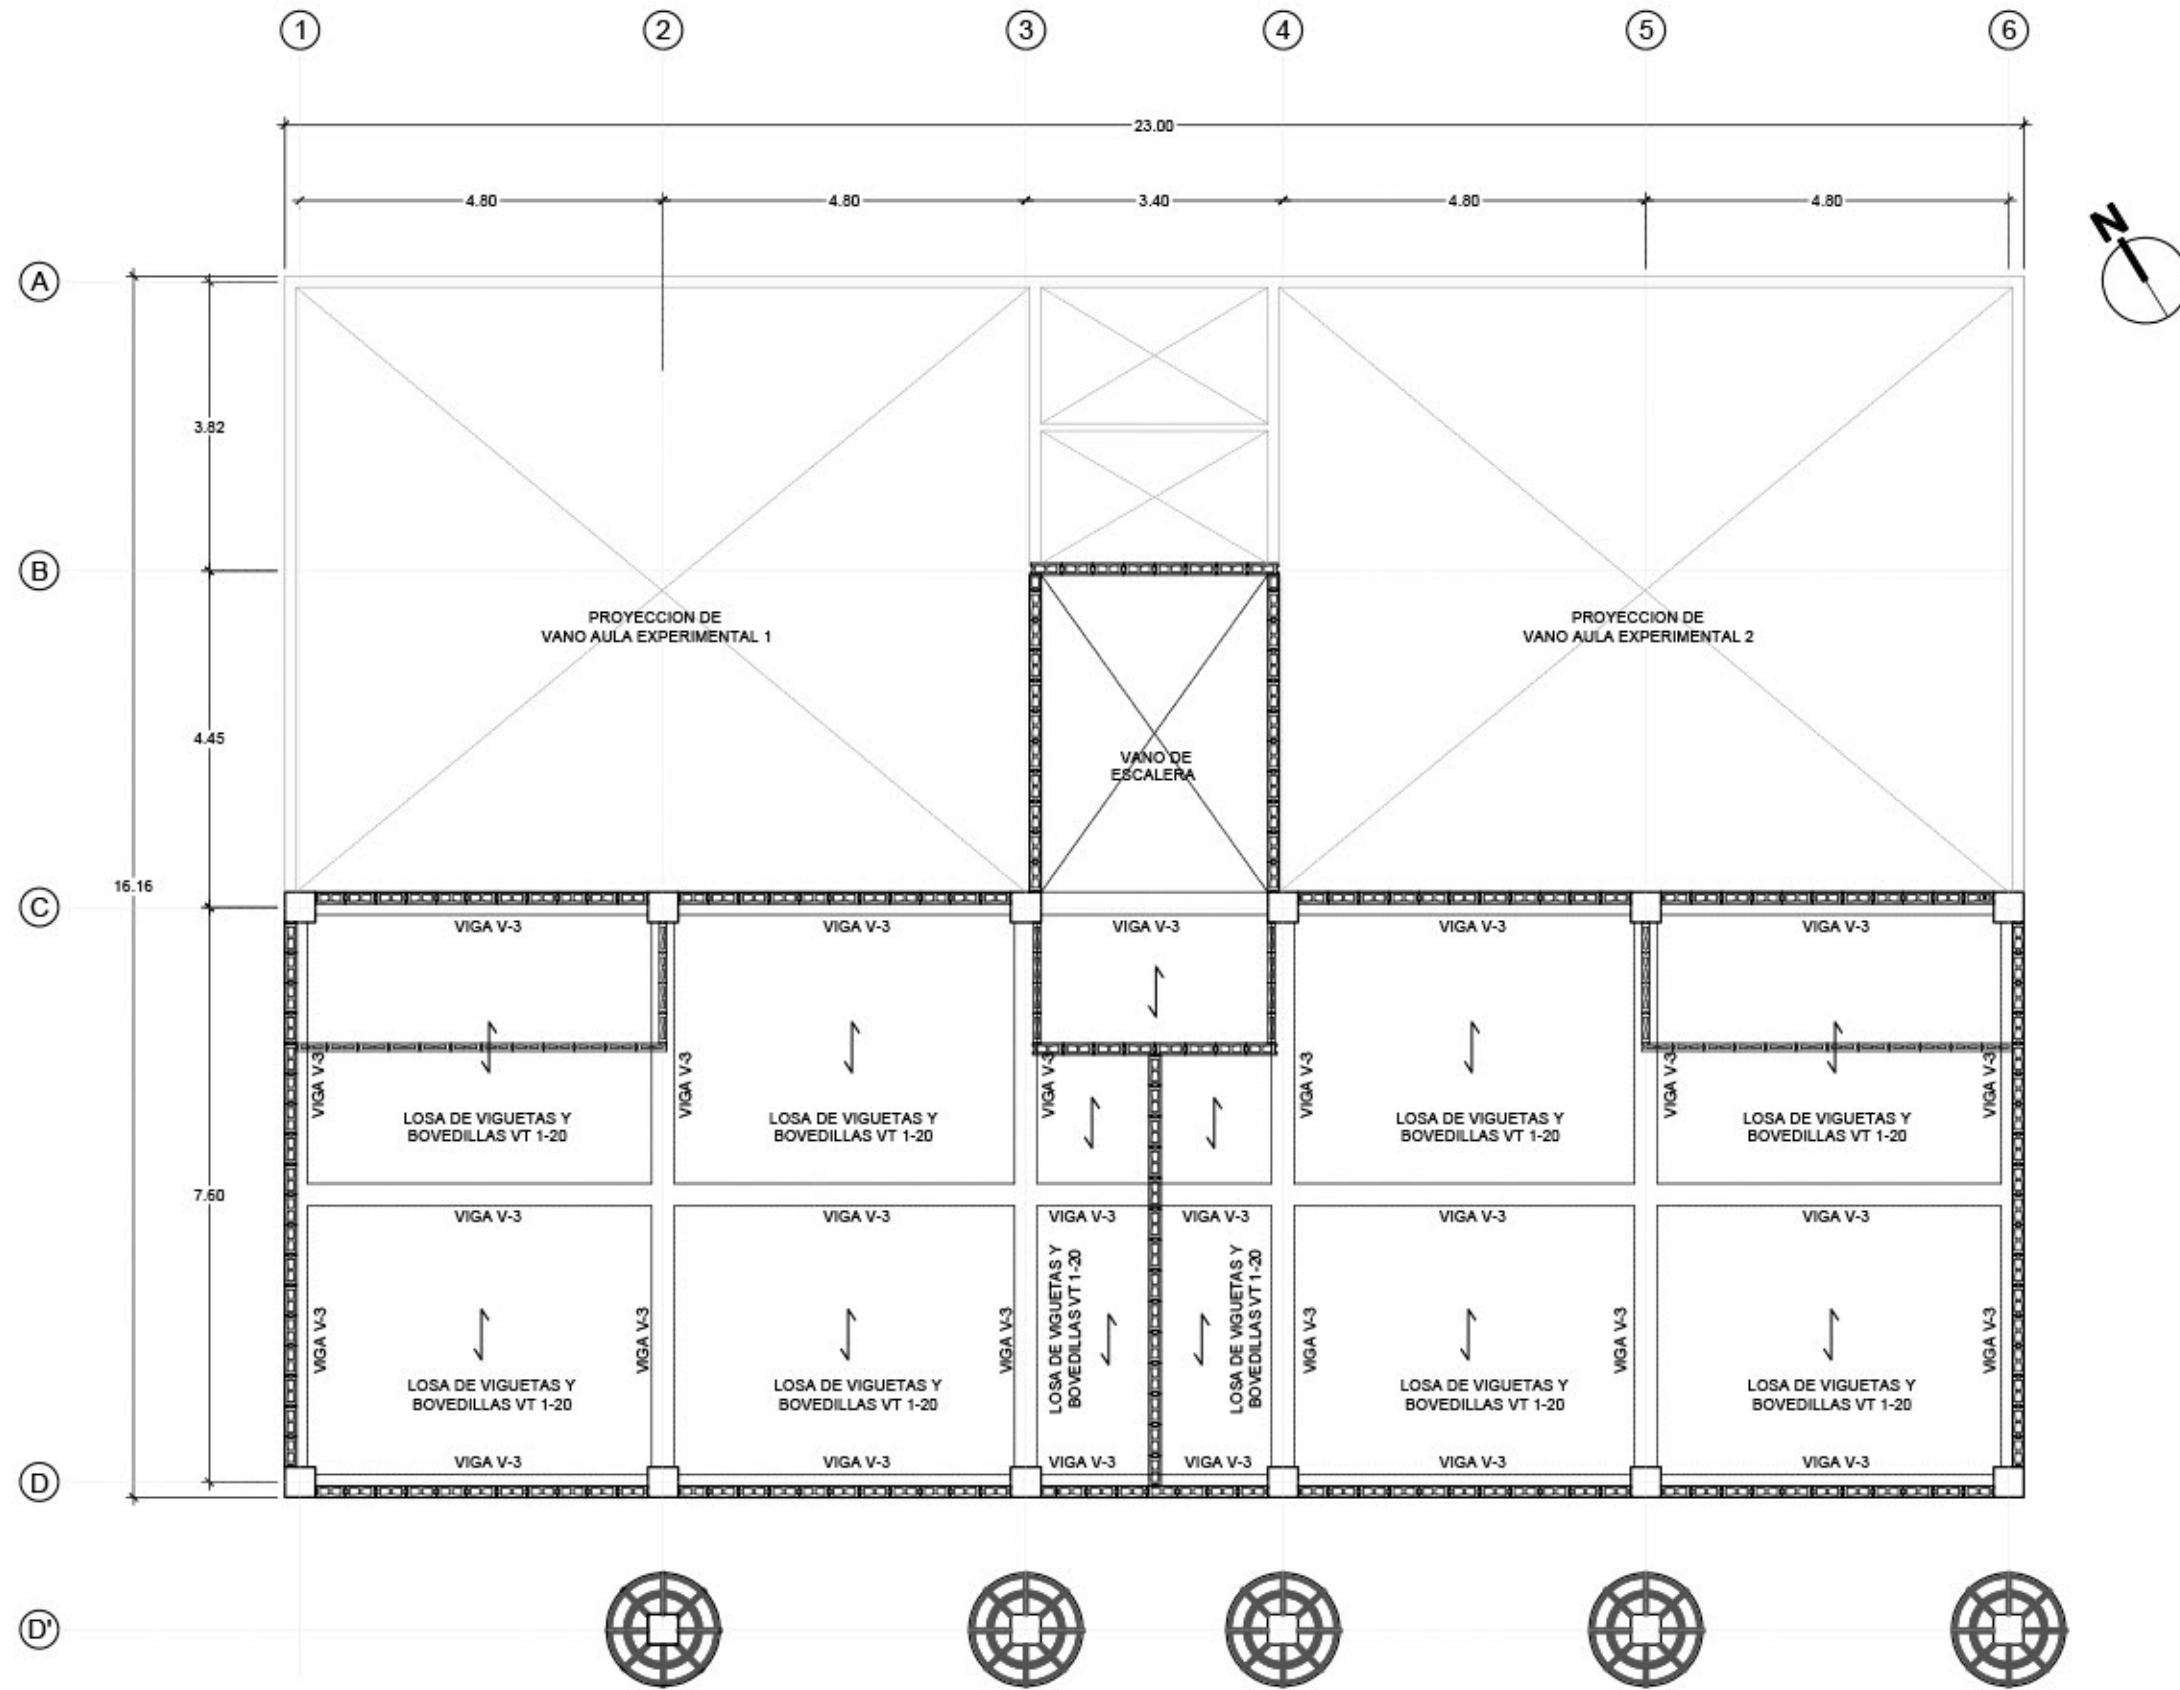 1 2 3 4 5 6
23.00
4.80 4.80 3.40 4.80 4.80
N
A
3.82
B
PROYECCION DE
VANO AULA EXPERIMENTAL 1
PROYECCION DE
VANO AULA EXPERIMENTAL 2
4.45
VANO DE
ESCALERA
16.16
C
VIGA V-3 VIGA V-3 VIGA V-3 VIGA V-3 VIGA V-3
VIGA V-3 VIGA V-3 VIGA V-3 VIGA V-3 VIGA V-3 VIGA V-3
LOSA DE VIGUETAS Y
BOVEDILLAS VT 1-20
LOSA DE VIGUETAS Y
BOVEDILLAS VT 1-20
LOSA DE VIGUETAS Y
BOVEDILLAS VT 1-20
LOSA DE VIGUETAS Y
BOVEDILLAS VT 1-20
7.60
VIGA V-3 VIGA V-3 VIGA V-3 VIGA V-3 VIGA V-3 VIGA V-3
LOSA DE VIGUETAS Y
BOVEDILLAS VT 1-20
LOSA DE VIGUETAS Y
BOVEDILLAS VT 1-20
VIGA V-3 VIGA V-3 VIGA V-3 VIGA V-3 VIGA V-3 VIGA V-3
LOSA DE VIGUETAS Y
BOVEDILLAS VT 1-20
LOSA DE VIGUETAS Y
BOVEDILLAS VT 1-20
LOSA DE VIGUETAS Y
BOVEDILLAS VT 1-20
LOSA DE VIGUETAS Y
BOVEDILLAS VT 1-20
VIGA V-3 VIGA V-3 VIGA V-3 VIGA V-3 VIGA V-3 VIGA V-3
D
D'